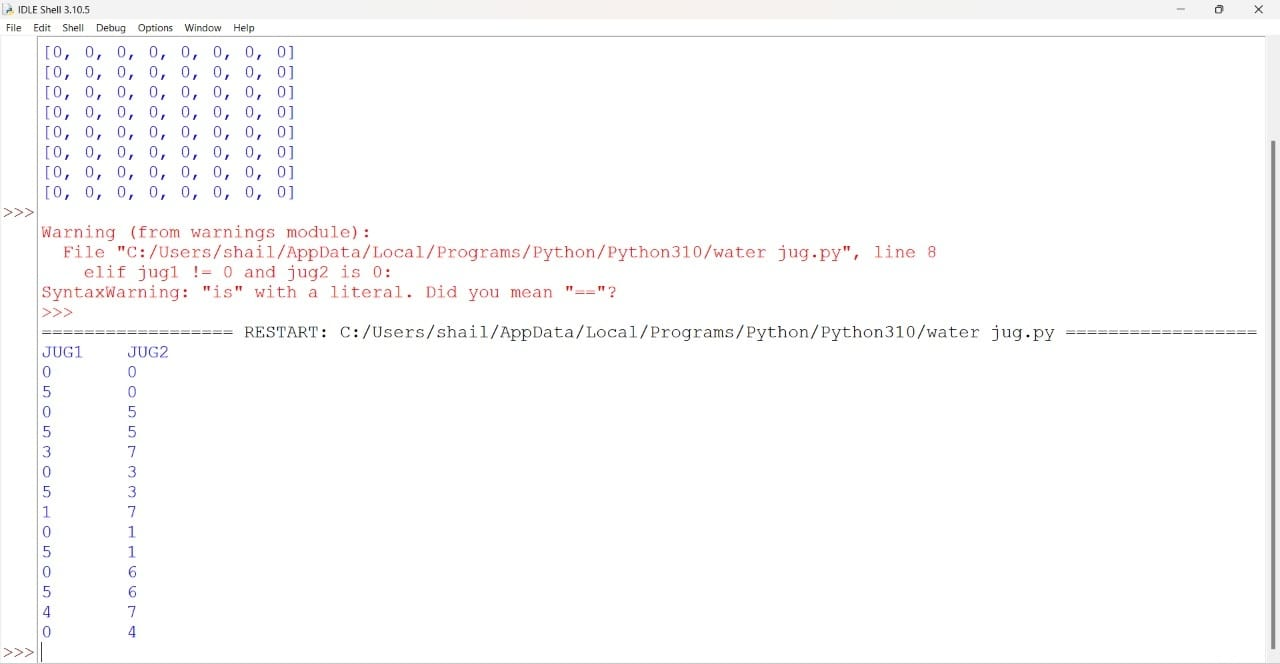 IDLE Shell 3.10.5
File Edit Shell Debug Options Window Help
[0, 0, 0, 0, 0, 0, 0, 0]
[0, 0, 0, 0, 0, 0, 0, 0]
[0, 0, 0, 0, 0, 0, 0, 0]
[0, 0, 0, 0, 0, 0, 0, 0]
[0, 0, 0, 0, 0, 0, 0, 0]
[0, 0, 0, 0, 0, 0, 0, 0]
[0, 0, 0, 0, 0, 0, 0, 0]
[0, 0, 0, 0, 0, 0, 0, 0]
>>>
Warning (from warnings module):
  File "C:/Users/shail/AppData/Local/Programs/Python/Python310/water jug.py", line 8
    elif jug1 != 0 and jug2 is 0:
SyntaxWarning: "is" with a literal. Did you mean "=="?
>>>
================== RESTART: C:/Users/shail/AppData/Local/Programs/Python/Python310/water jug.py ==================
JUG1    JUG2
0       0
5       0
0       5
5       5
3       7
0       3
5       3
1       7
0       1
5       1
0       6
5       6
4       7
0       4
>>>